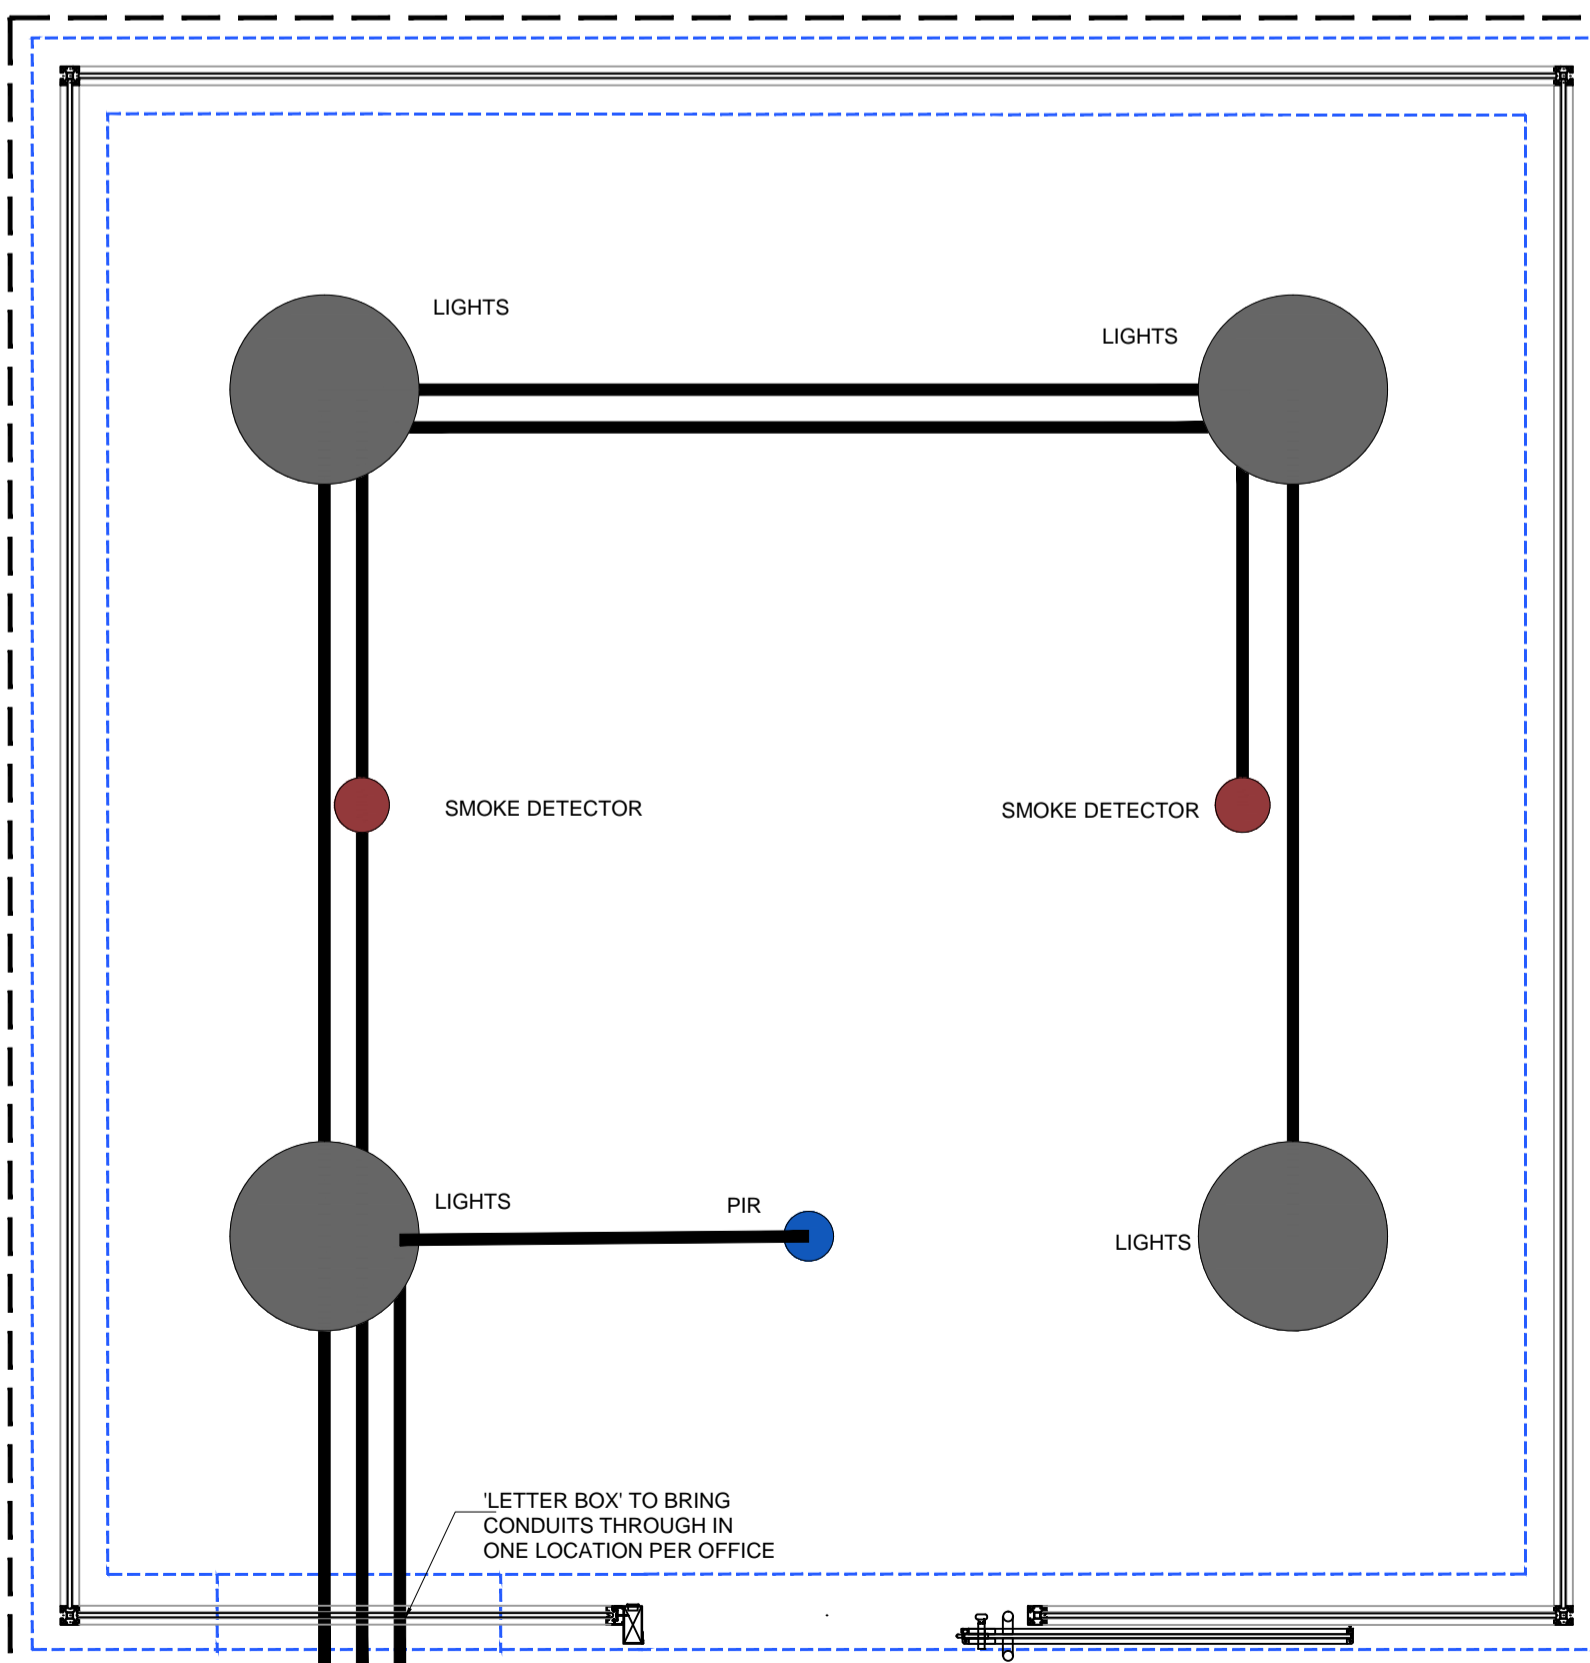 LIGHTS
LIGHTS
SMOKE DETECTOR
SMOKE DETECTOR
LIGHTS
PIR
LIGHTS
'LETTER BOX' TO BRING
CONDUITS THROUGH IN
ONE LOCATION PER OFFICE